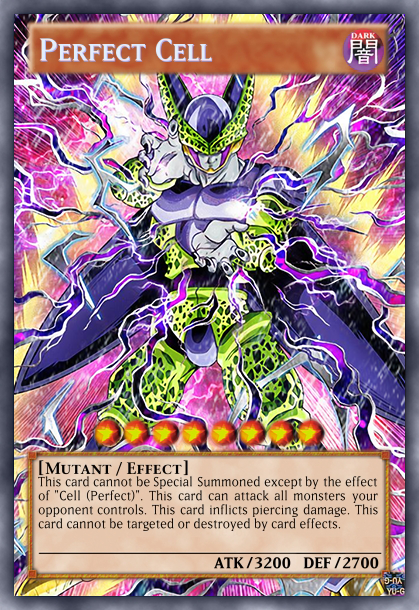 PERFECT CELL
DARK
闇
[MUTANT / EFFECT]
This card cannot be Special Summoned except by the effect
of "Cell (Perfect)". This card can attack all monsters your
opponent controls. This card inflicts piercing damage. This
card cannot be targeted or destroyed by card effects.
ATK/3200 DEF/2700
YU-G